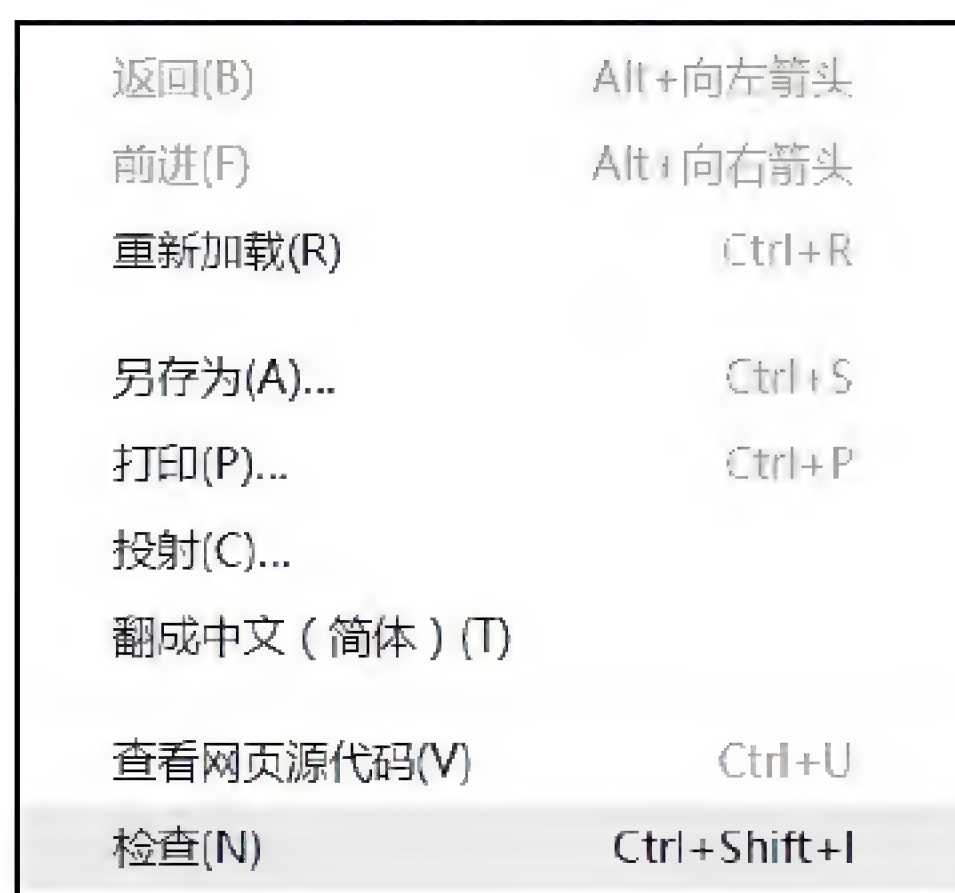 返回(B) Alt+向左箭头
前进(F) Alt+向右箭头
重新加载(R) Ctrl+R
另存为(A)... Ctrl+S
打印(P)... Ctrl+P
投射(C)...
翻成中文（简体）(T)
查看网页源代码(V) Ctrl+U
检查(N) Ctrl+Shift+I